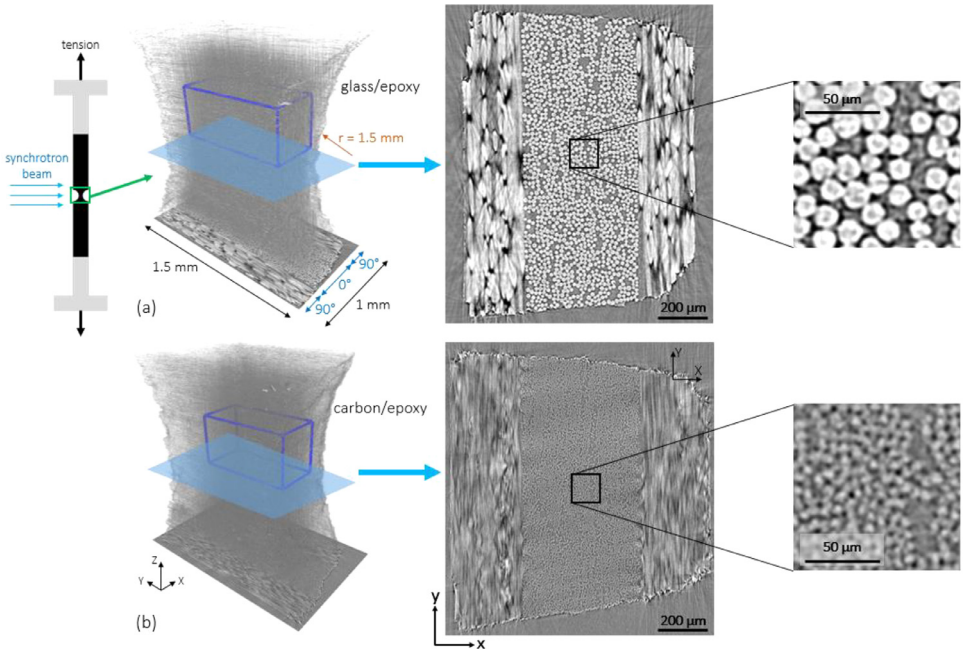 tension
synchrotron
beam
glass/epoxy
r = 1.5 mm
1.5 mm
90°
0°
90°
1 mm
(a)
200 µm
50 µm
carbon/epoxy
Z
Y
X
(b)
Y
X
y
x
200 µm
50 µm